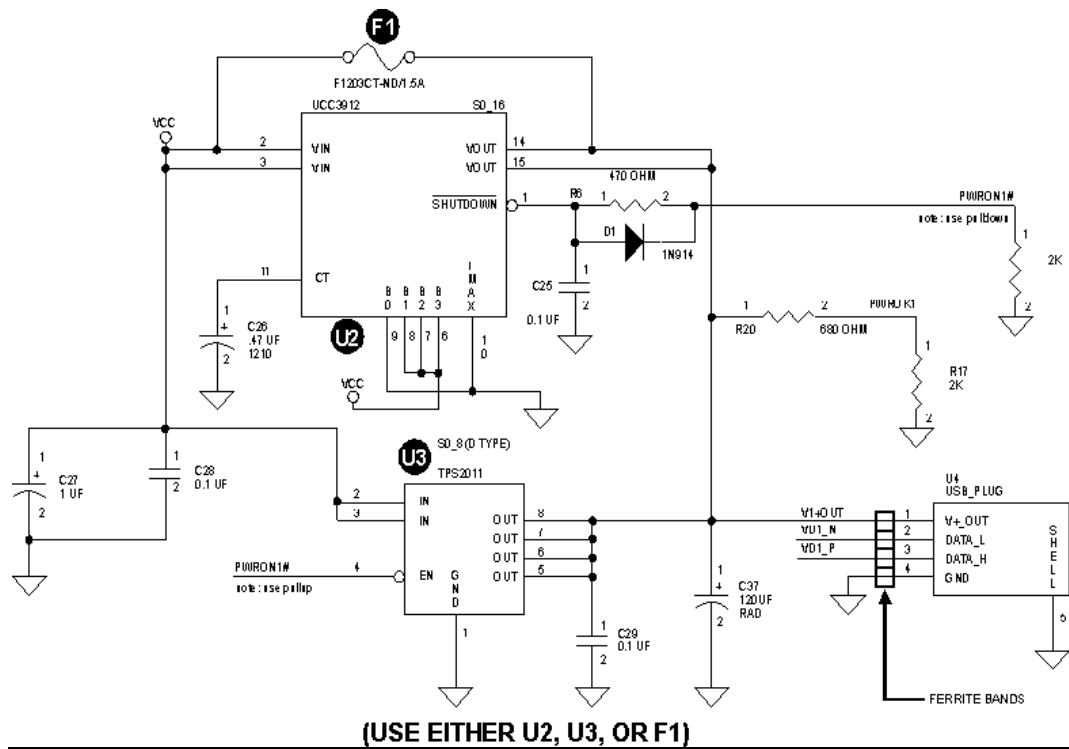 F1
F1203CT-ND/1.5A
UCC3912 SO_16
VCC
2 VIN VOUT 14
3 VIN VOUT 15
470 OHM
SHUTDOWN 1 R6 1 2 PWRON1#
note: use pulldown
D1 1N914
1 2K 2
11 CT
I M A X
B0 B1 B2 B3
9 8 7 6 10
1 C25 2
0.1 UF
1 + C26 2
.47 UF
1210
U2
VCC
1 2 PWROK1
R20 680 OHM
1 R17 2
2K
U3
SO_8 (D TYPE)
TPS2011
1 + C27 2
1 UF
1 C28 2
0.1 UF
2 IN
3 IN
OUT 8
OUT 7
OUT 6
OUT 5
PWRON1# 4 EN
note: use pullup
G N D
1
1 C29 2
0.1 UF
1 + C37 2
120UF
RAD
U4
USB_PLUG
V1+OUT 1 V+_OUT
VD1_N 2 DATA_L
VD1_P 3 DATA_H
4 GND
S H E L L
5
FERRITE BANDS
(USE EITHER U2, U3, OR F1)